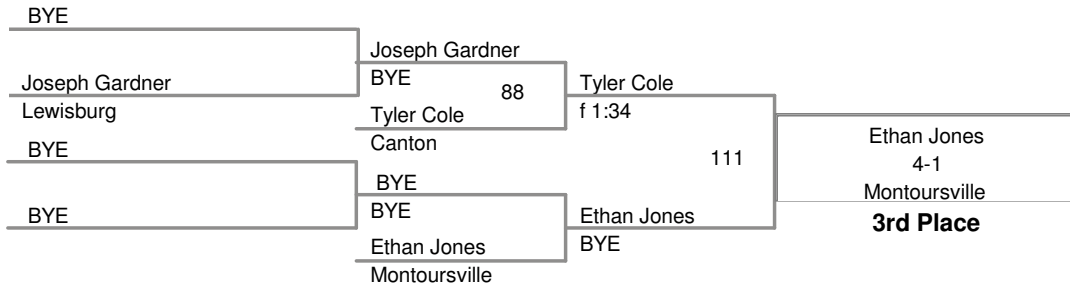 BYE
Joseph Gardner
Lewisburg
BYE
BYE
Joseph Gardner
BYE
88
Tyler Cole
Canton
BYE
BYE
Ethan Jones
Montoursville
Tyler Cole
f 1:34
111
Ethan Jones
BYE
Ethan Jones
4-1
Montoursville
3rd Place